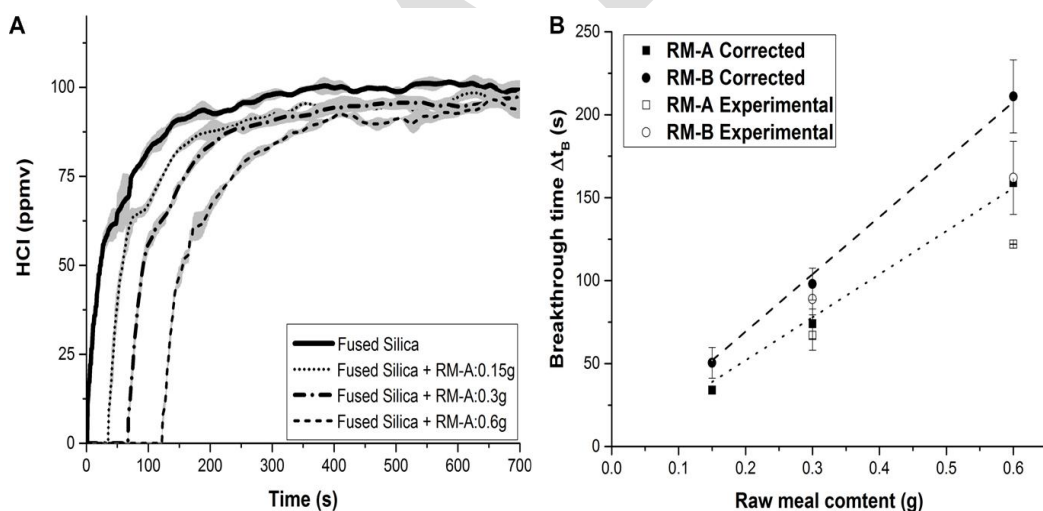 A
HCl (ppmv)
100
75
50
25
0
0 100 200 300 400 500 600 700
Time (s)
Fused Silica
Fused Silica + RM-A:0.15g
Fused Silica + RM-A:0.3g
Fused Silica + RM-A:0.6g
B
Breakthrough time Δt_B (s)
250
200
150
100
50
0
0.0 0.1 0.2 0.3 0.4 0.5 0.6
Raw meal comtent (g)
RM-A Corrected
RM-B Corrected
RM-A Experimental
RM-B Experimental